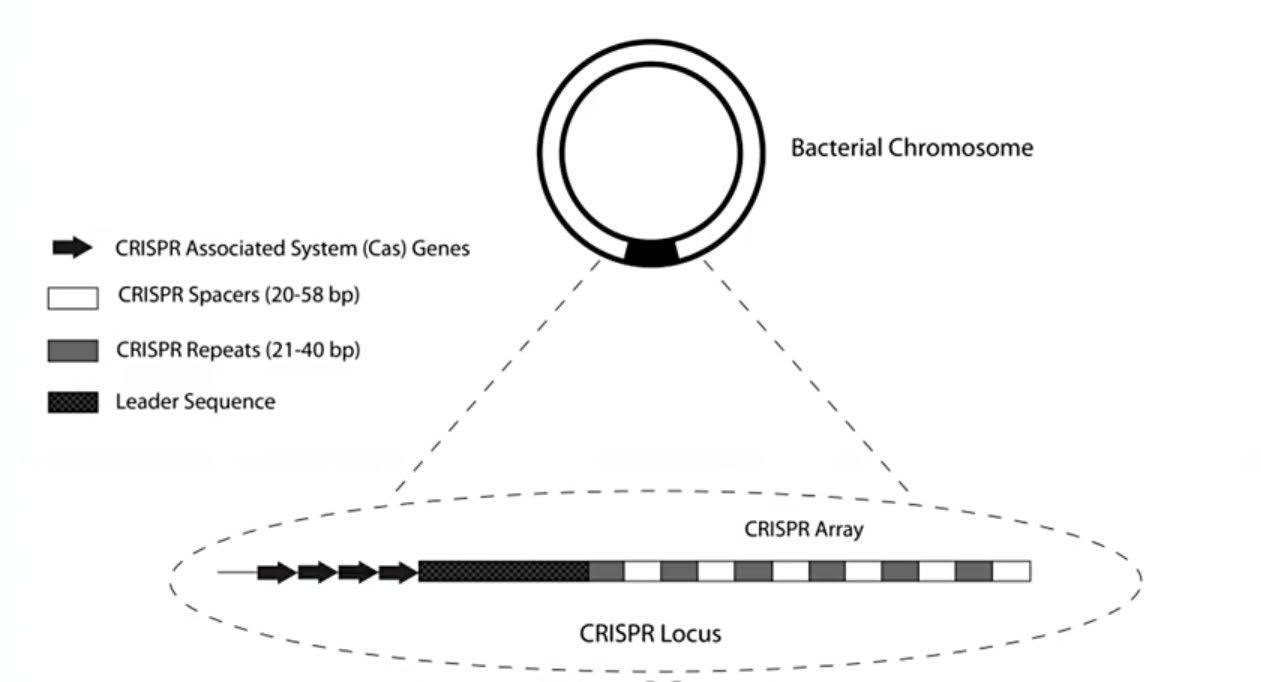 Bacterial Chromosome
CRISPR Associated System (Cas) Genes
CRISPR Spacers (20-58 bp)
CRISPR Repeats (21-40 bp)
Leader Sequence
CRISPR Array
CRISPR Locus